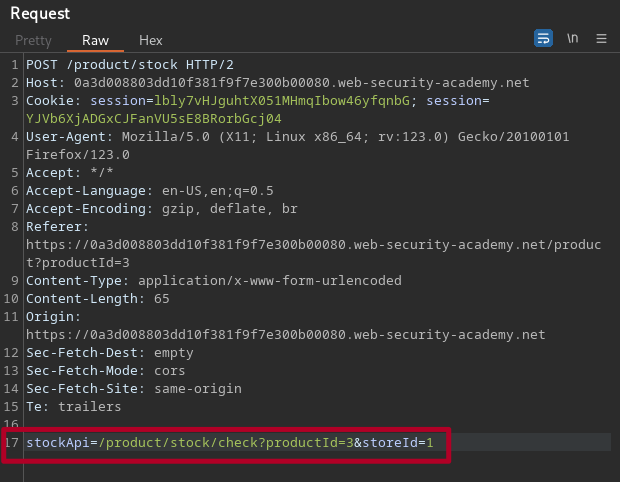 Request
Pretty Raw Hex \n
1 POST /product/stock HTTP/2
2 Host: 0a3d008803dd10f381f9f7e300b00080.web-security-academy.net
3 Cookie: session=lbly7vHJguhtX051MHmqIbow46yfqnbG; session=
YJVb6XjADGxCJFanVU5sE8BRorbGcj04
4 User-Agent: Mozilla/5.0 (X11; Linux x86_64; rv:123.0) Gecko/20100101
Firefox/123.0
5 Accept: */*
6 Accept-Language: en-US,en;q=0.5
7 Accept-Encoding: gzip, deflate, br
8 Referer:
https://0a3d008803dd10f381f9f7e300b00080.web-security-academy.net/produc
t?productId=3
9 Content-Type: application/x-www-form-urlencoded
10 Content-Length: 65
11 Origin:
https://0a3d008803dd10f381f9f7e300b00080.web-security-academy.net
12 Sec-Fetch-Dest: empty
13 Sec-Fetch-Mode: cors
14 Sec-Fetch-Site: same-origin
15 Te: trailers
16
17 stockApi=/product/stock/check?productId=3&storeId=1